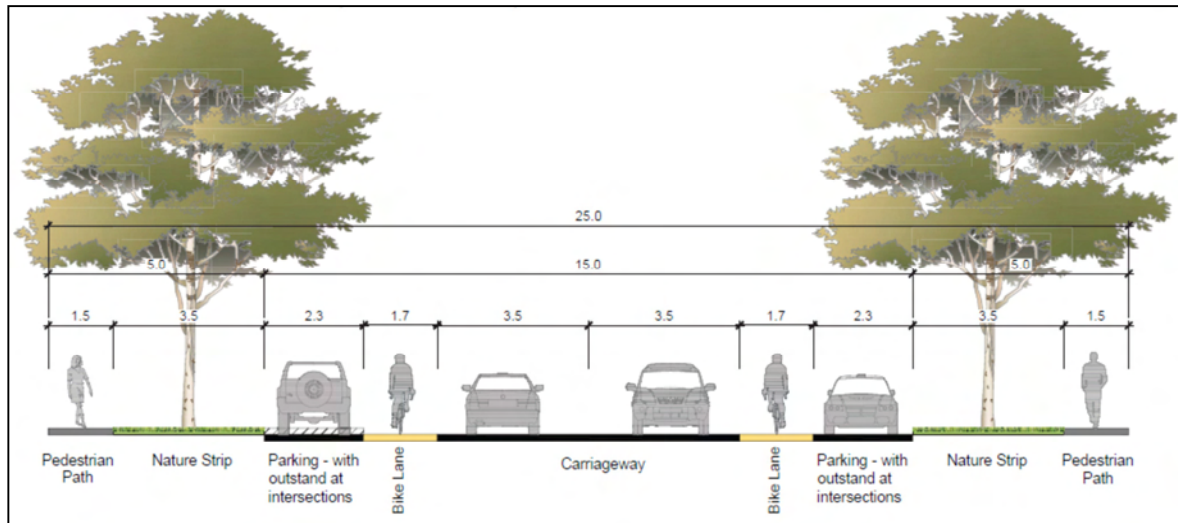 25.0
5.0 15.0 5.0
1.5 3.5 2.3 1.7 3.5 3.5 1.7 2.3 3.5 1.5
Pedestrian
Path
Nature Strip
Parking - with
outstand at
intersections
Bike Lane
Carriageway
Bike Lane
Parking - with
outstand at
intersections
Nature Strip
Pedestrian
Path